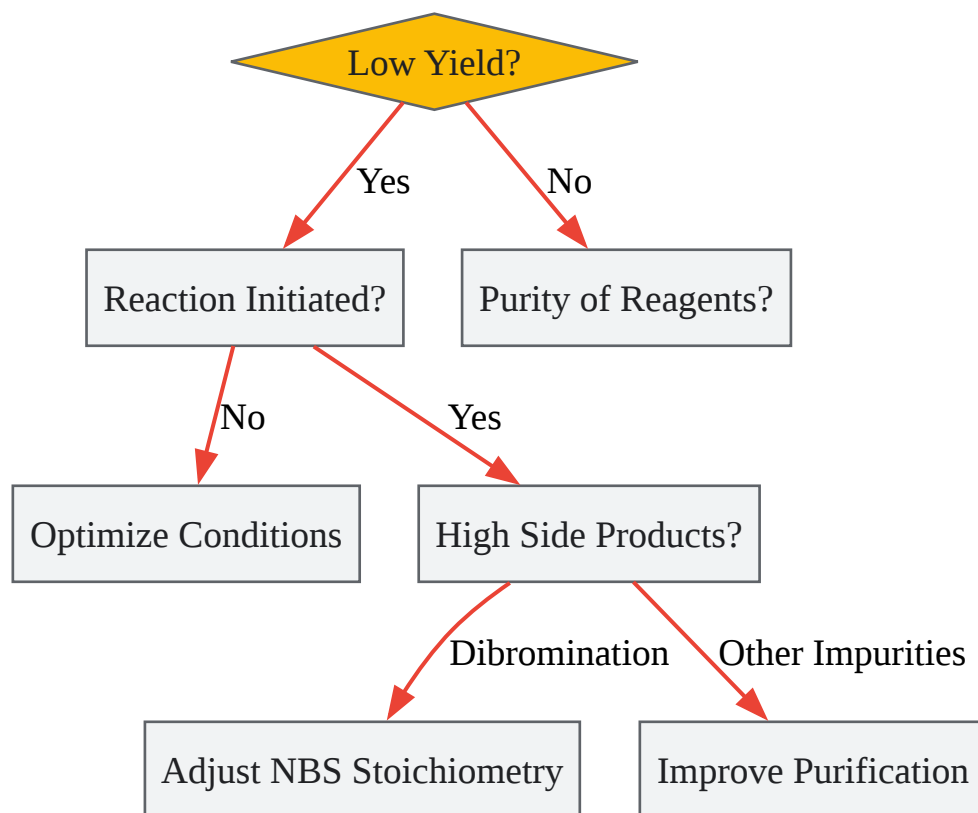 Low Yield?
Yes
No
Reaction Initiated?
Purity of Reagents?
No
Yes
Optimize Conditions
High Side Products?
Dibromination
Other Impurities
Adjust NBS Stoichiometry
Improve Purification